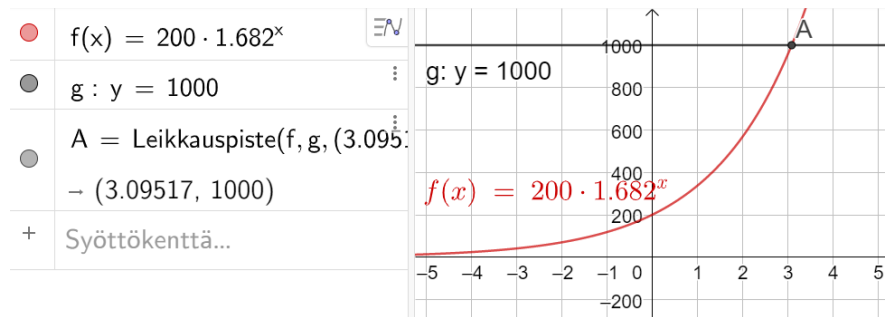 f(x) = 200 · 1.682ˣ
g : y = 1000
A = Leikkauspiste(f, g, (3.095
→ (3.09517, 1000)
+ Syöttökenttä...
A
1000
g: y = 1000
800
600
400
f(x) = 200 · 1.682ˣ
200
−5 −4 −3 −2 −1 0 1 2 3 4 5
−200